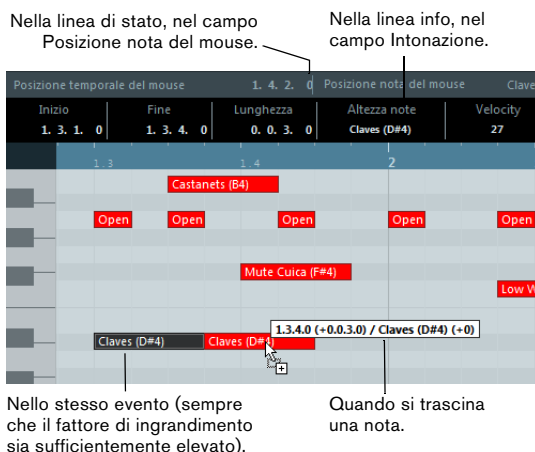 Nella linea di stato, nel campo
Posizione nota del mouse.
Nella linea info, nel
campo Intonazione.
Posizione temporale del mouse 1. 4. 2. 0 Posizione nota del mouse Clave
Inizio Fine Lunghezza Altezza note Velocity
1. 3. 1. 0 1. 3. 4. 0 0. 0. 3. 0 Claves (D#4) 27
1.3 1.4 2
Castanets (B4)
Open Open Open Open Open
Mute Cuica (F#4)
Low W
1.3.4.0 (+0.0.3.0) / Claves (D#4) (+0)
Claves (D#4) Claves (D#4)
Nello stesso evento (sempre
che il fattore di ingrandimento
sia sufficientemente elevato).
Quando si trascina
una nota.